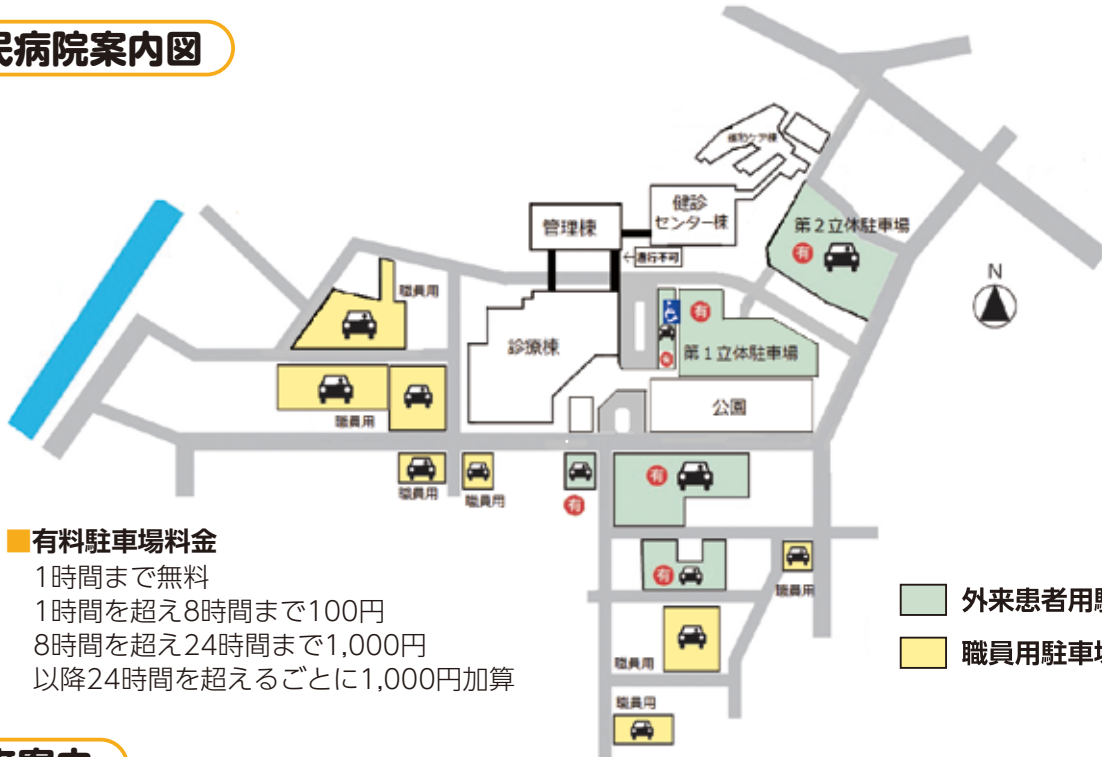 民病院案内図
緩和ケア棟
健診
センター棟
管理棟
←通行不可
第2立体駐車場
有
N
職員用
診療棟
有
第1立体駐車場
有
公園
職員用
職員用
職員用
有
有
有
職員用
職員用
職員用
■有料駐車場料金
1時間まで無料
1時間を超え8時間まで100円
8時間を超え24時間まで1,000円
以降24時間を超えるごとに1,000円加算
外来患者用駐
職員用駐車場